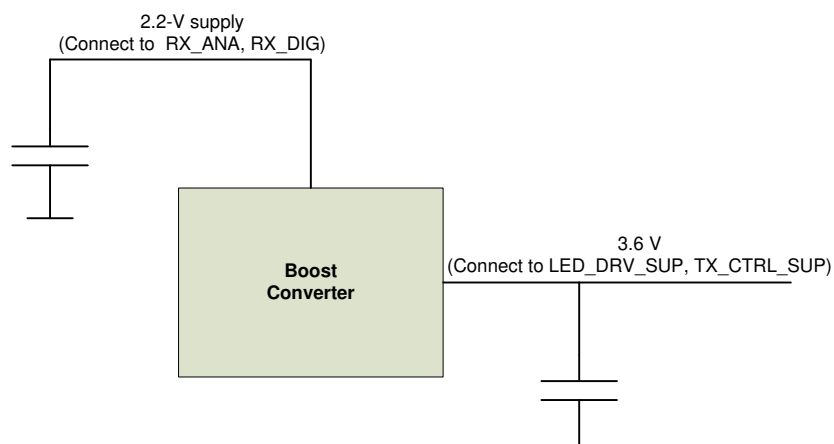 2.2-V supply
(Connect to RX_ANA, RX_DIG)
Boost
Converter
3.6 V
(Connect to LED_DRV_SUP, TX_CTRL_SUP)